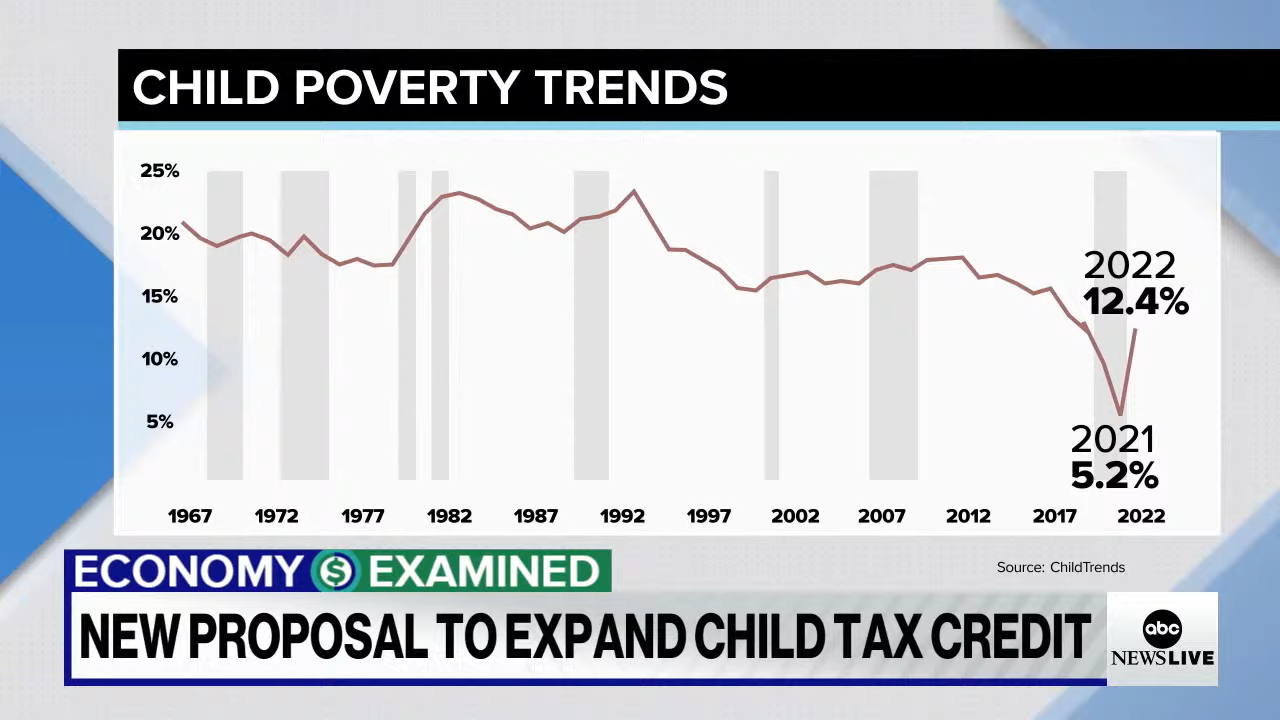 CHILD POVERTY TRENDS
25%
20%
15%
10%
5%
2022
12.4%
2021
5.2%
1967 1972 1977 1982 1987 1992 1997 2002 2007 2012 2017 2022
ECONOMY $ EXAMINED
Source: ChildTrends
NEW PROPOSAL TO EXPAND CHILD TAX CREDIT
abc
NEWS LIVE